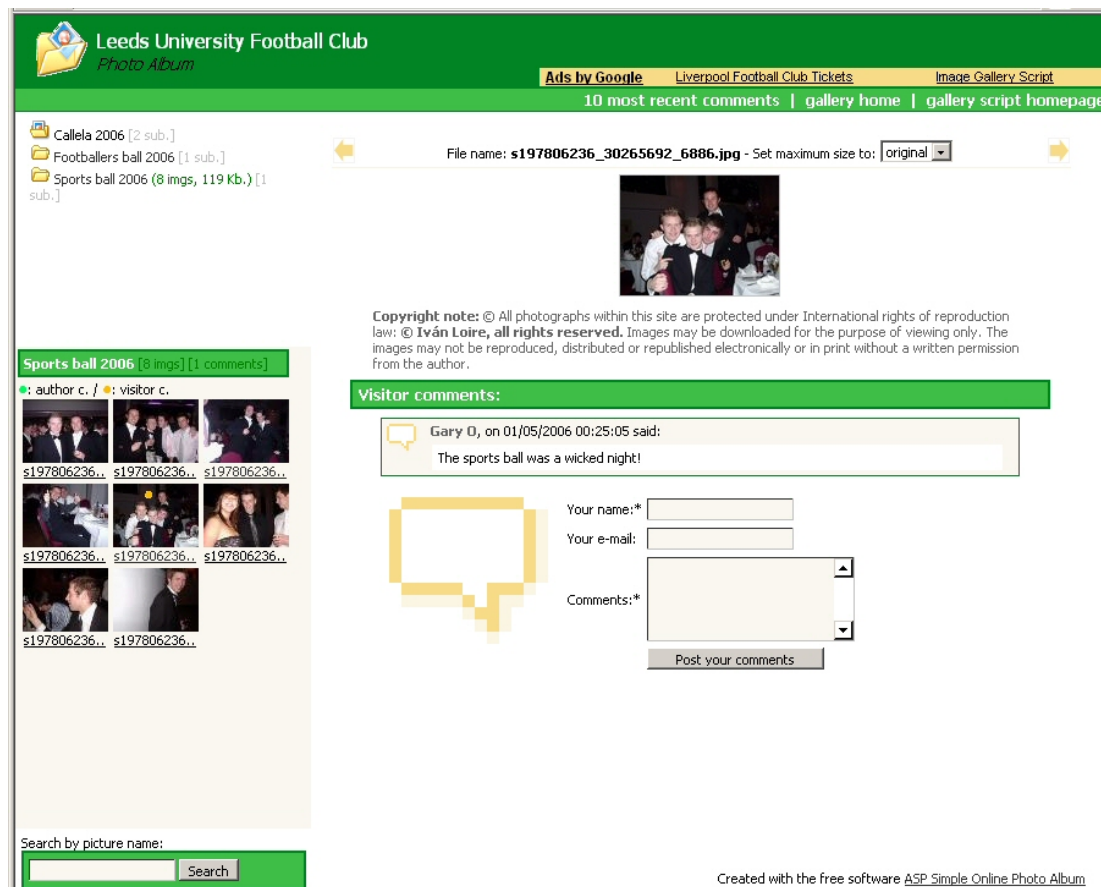 Leeds University Football Club
Photo Album
Ads by Google Liverpool Football Club Tickets Image Gallery Script
10 most recent comments | gallery home | gallery script homepage
Callela 2006 [2 sub.]
Footballers ball 2006 [1 sub.]
Sports ball 2006 (8 imgs, 119 Kb.) [1
sub.]
File name: s197806236_30265692_6886.jpg - Set maximum size to: original
Copyright note: © All photographs within this site are protected under International rights of reproduction
law: © Iván Loire, all rights reserved. Images may be downloaded for the purpose of viewing only. The
images may not be reproduced, distributed or republished electronically or in print without a written permission
from the author.
Sports ball 2006 [8 imgs] [1 comments]
: author c. / : visitor c.
s197806236.. s197806236.. s197806236..
s197806236.. s197806236.. s197806236..
s197806236.. s197806236..
Visitor comments:
Gary O, on 01/05/2006 00:25:05 said:
The sports ball was a wicked night!
Your name:*
Your e-mail:
Comments:*
Post your comments
Search by picture name:
Search
Created with the free software ASP Simple Online Photo Album